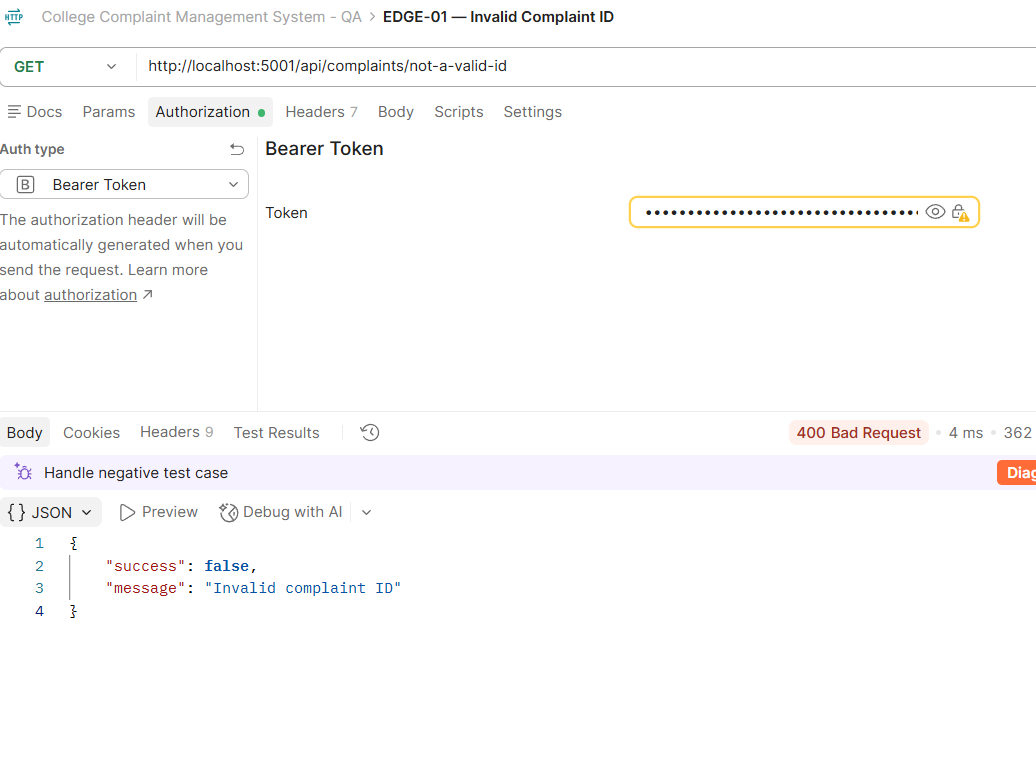 HTTP College Complaint Management System - QA > EDGE-01 — Invalid Complaint ID
GET http://localhost:5001/api/complaints/not-a-valid-id
Docs Params Authorization Headers 7 Body Scripts Settings
Auth type
B Bearer Token
The authorization header will be
automatically generated when you
send the request. Learn more
about authorization ↗
Bearer Token
Token ••••••••••••••••••••••••••••••••
Body Cookies Headers 9 Test Results 400 Bad Request • 4 ms • 362
Handle negative test case Diag
{} JSON Preview Debug with AI
1 {
2 "success": false,
3 "message": "Invalid complaint ID"
4 }